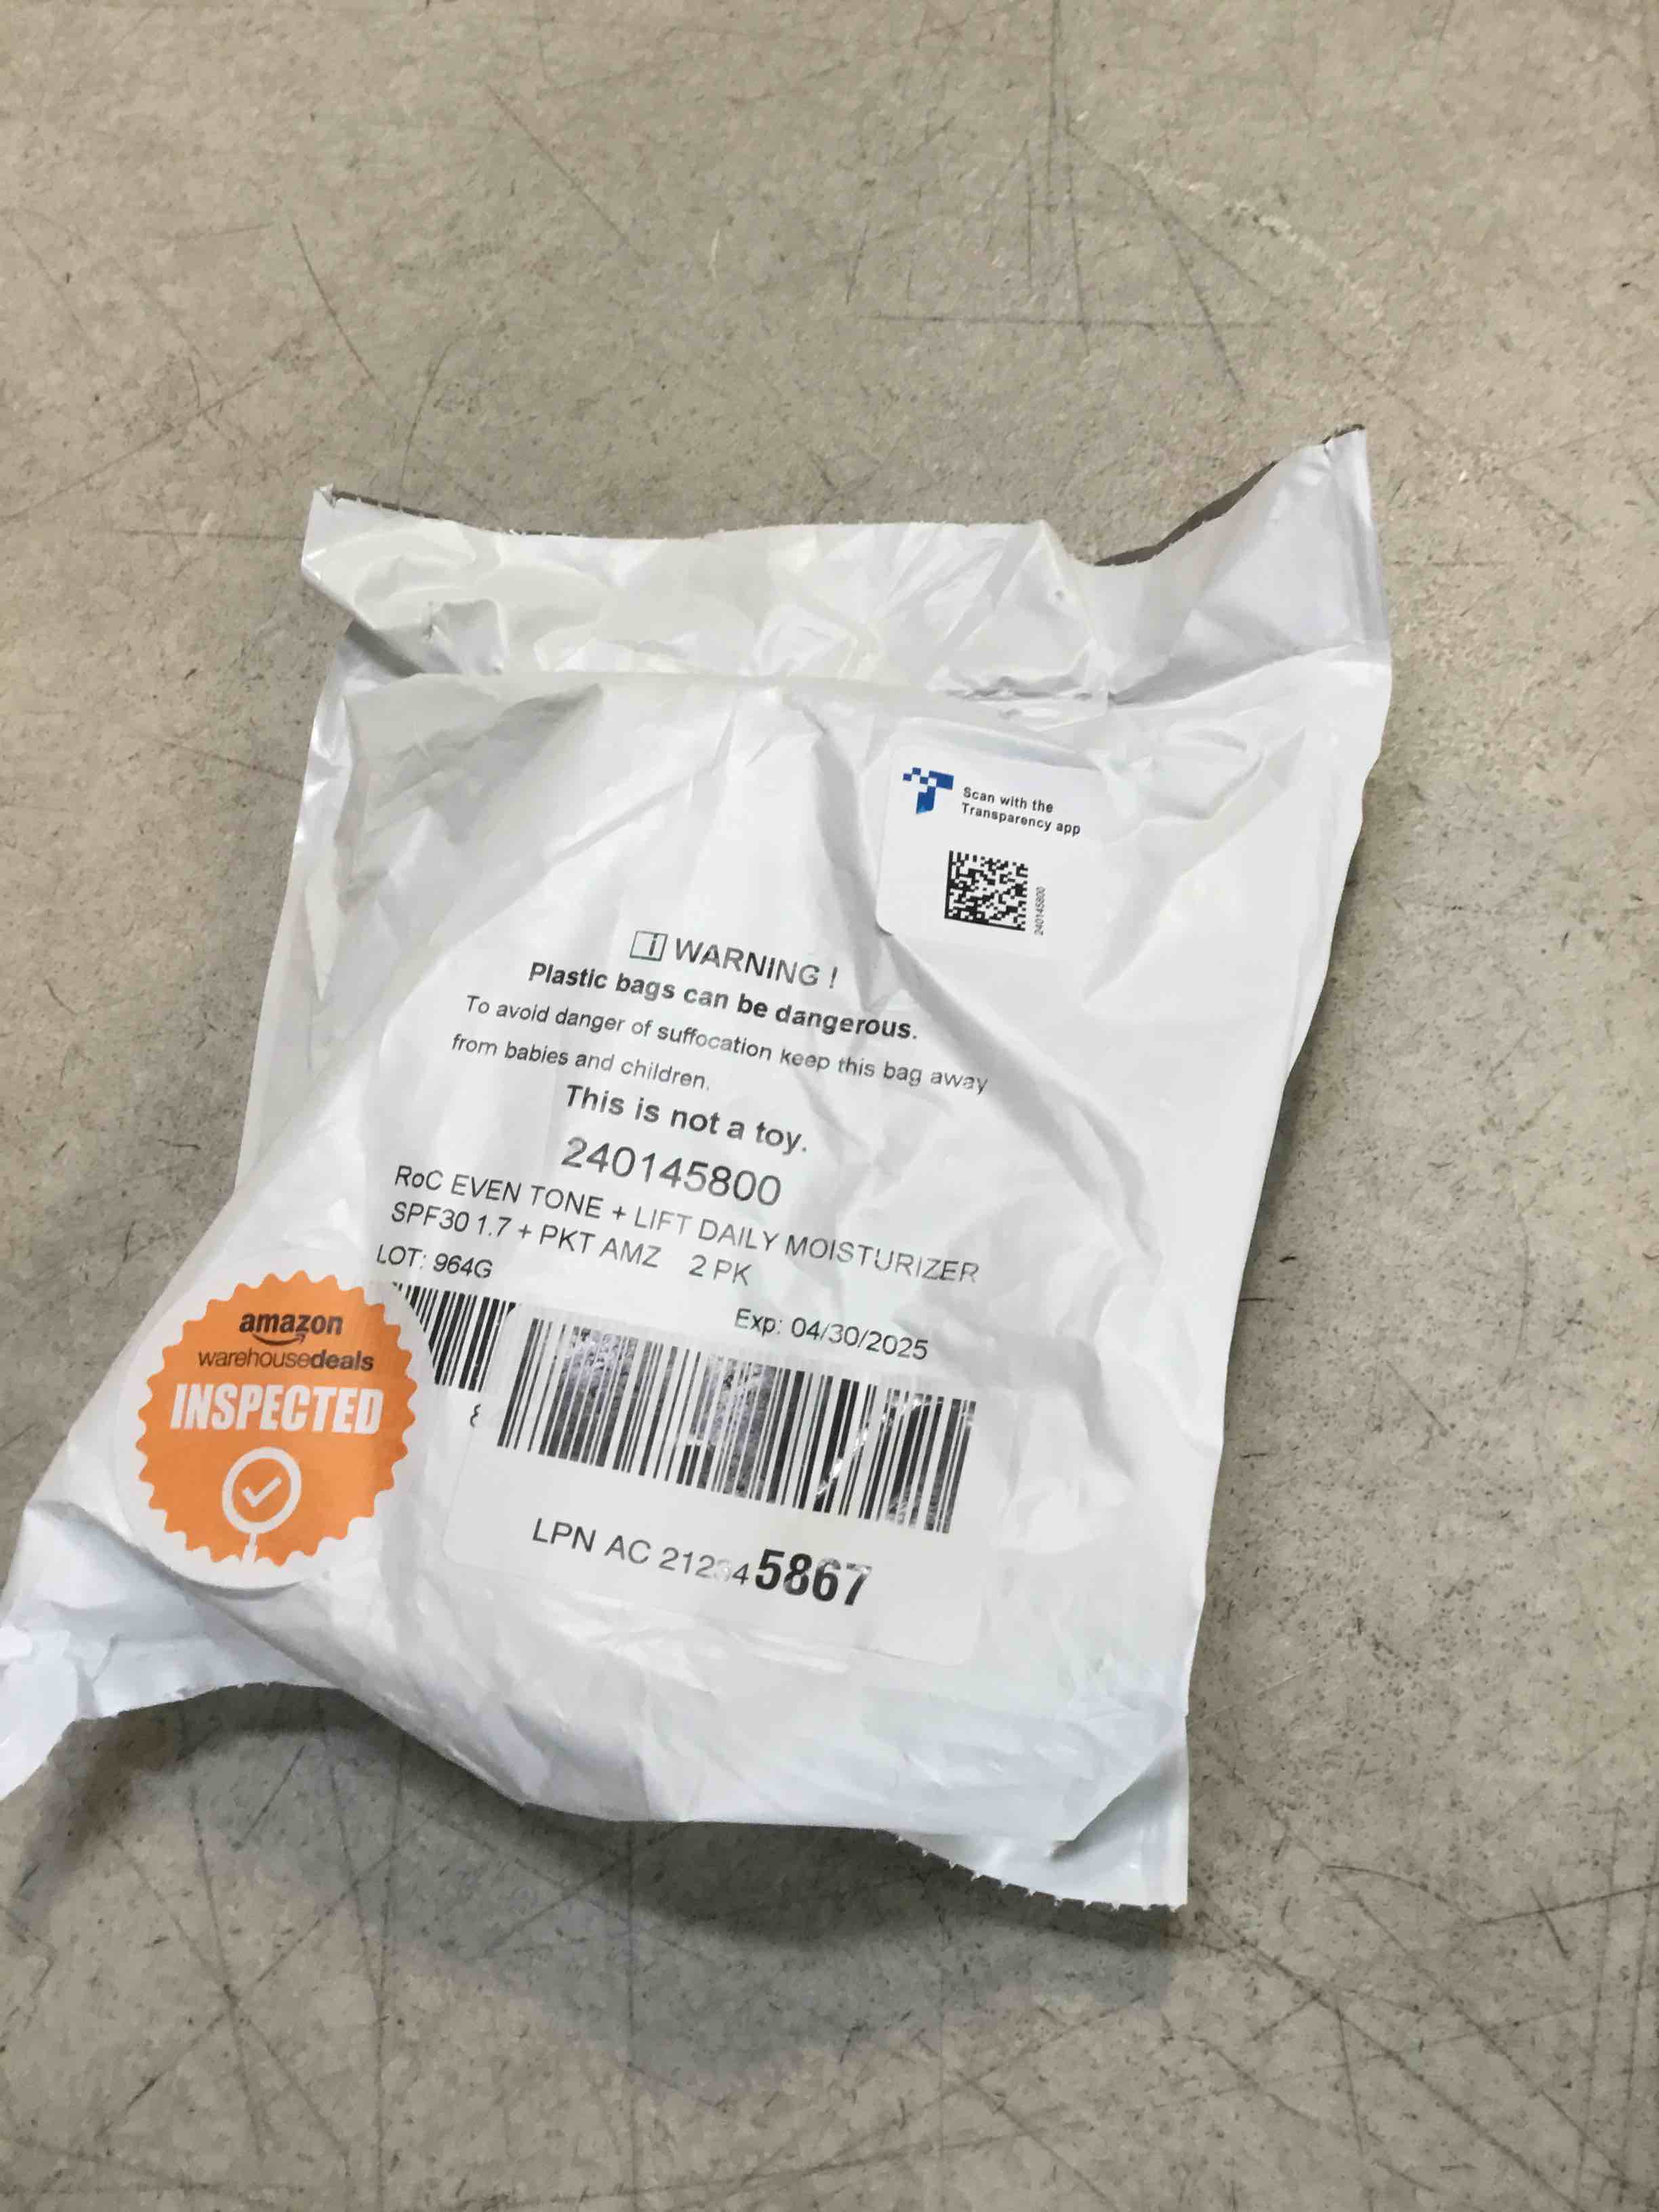 Scan with the
Transparency app
240145800
WARNING !
Plastic bags can be dangerous.
To avoid danger of suffocation keep this bag away
from babies and children.
This is not a toy.
240145800
RoC EVEN TONE + LIFT DAILY MOISTURIZER
SPF30 1.7 + PKT AMZ 2 PK
LOT: 964G
Exp: 04/30/2025
amazon
warehousedeals
INSPECTED
LPN AC 5867